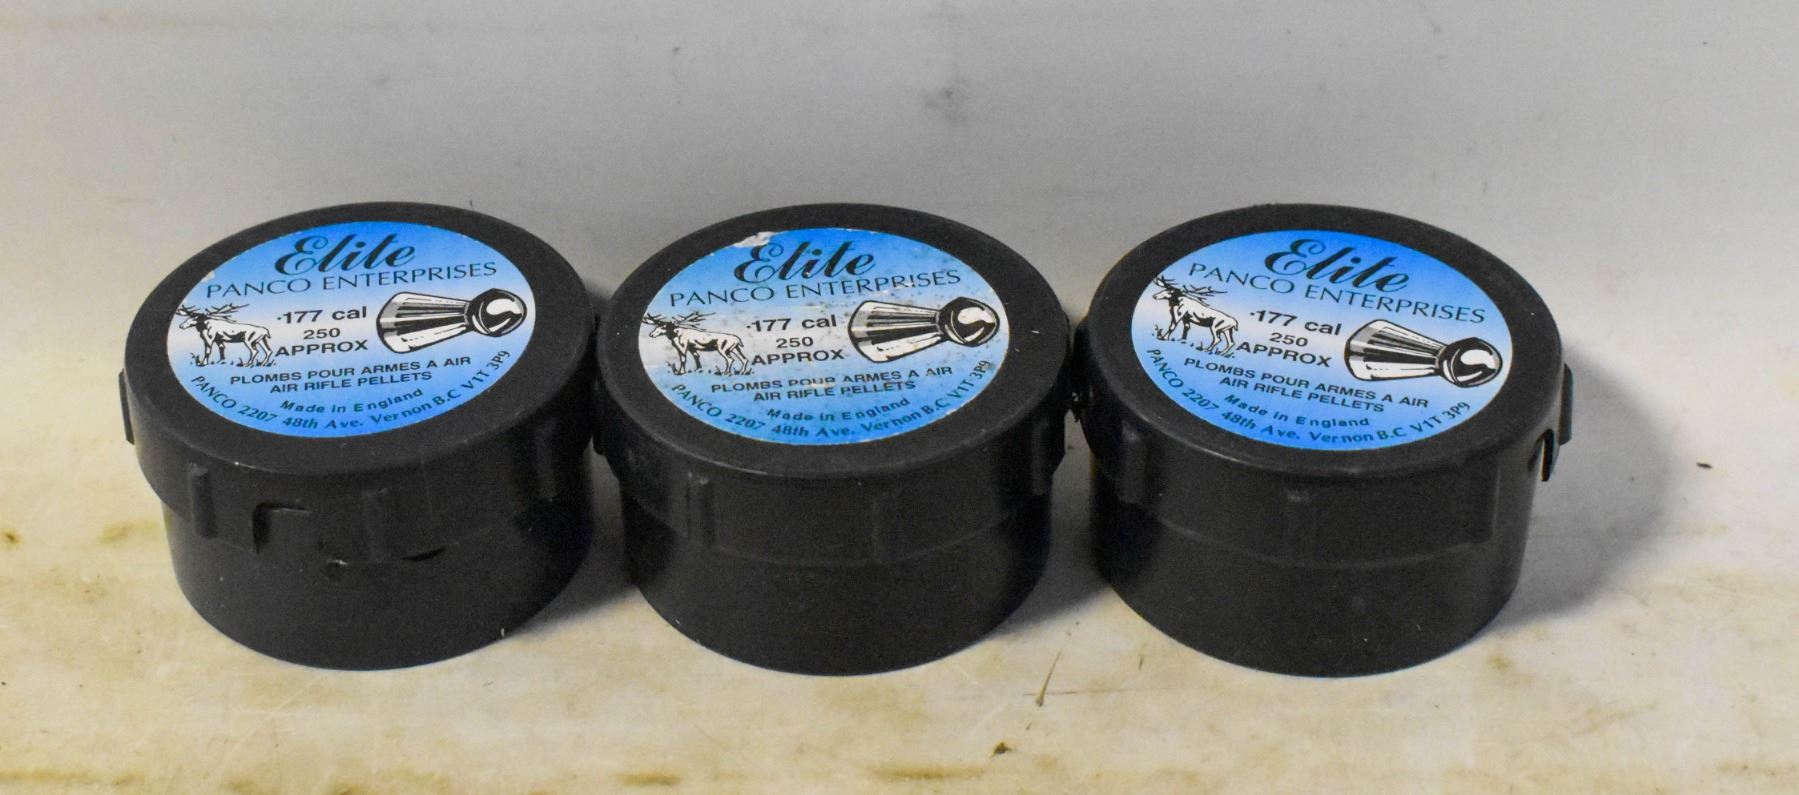 Elite
PANCO ENTERPRISES
.177 cal
250
APPROX
PLOMBS POUR ARMES A AIR
AIR RIFLE PELLETS
Made in England
PANCO 2207 48th Ave. Vernon B.C V1T 3P9
Elite
PANCO ENTERPRISES
.177 cal
250
APPROX
PLOMBS POUR ARMES A AIR
AIR RIFLE PELLETS
Made in England
PANCO 2207 48th Ave. Vernon B.C V1T 3P9
Elite
PANCO ENTERPRISES
.177 cal
250
APPROX
PLOMBS POUR ARMES A AIR
AIR RIFLE PELLETS
Made in England
PANCO 2207 48th Ave. Vernon B.C V1T 3P9